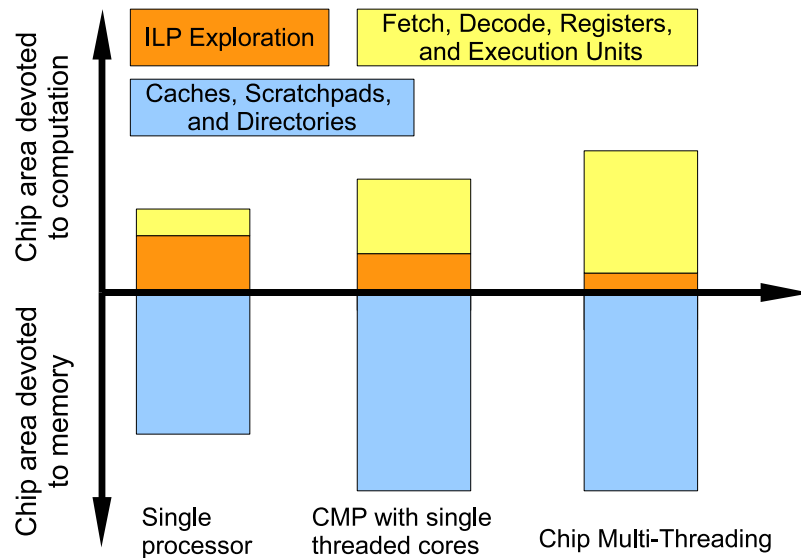 ILP Exploration
Fetch, Decode, Registers,
and Execution Units
Caches, Scratchpads,
and Directories
Chip area devoted
to computation
Chip area devoted
to memory
Single
processor
CMP with single
threaded cores
Chip Multi-Threading